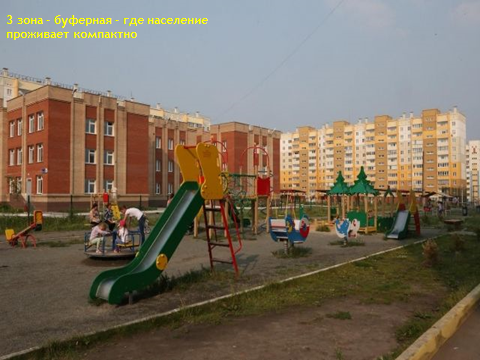 3 зона - буферная - где население
проживает компактно